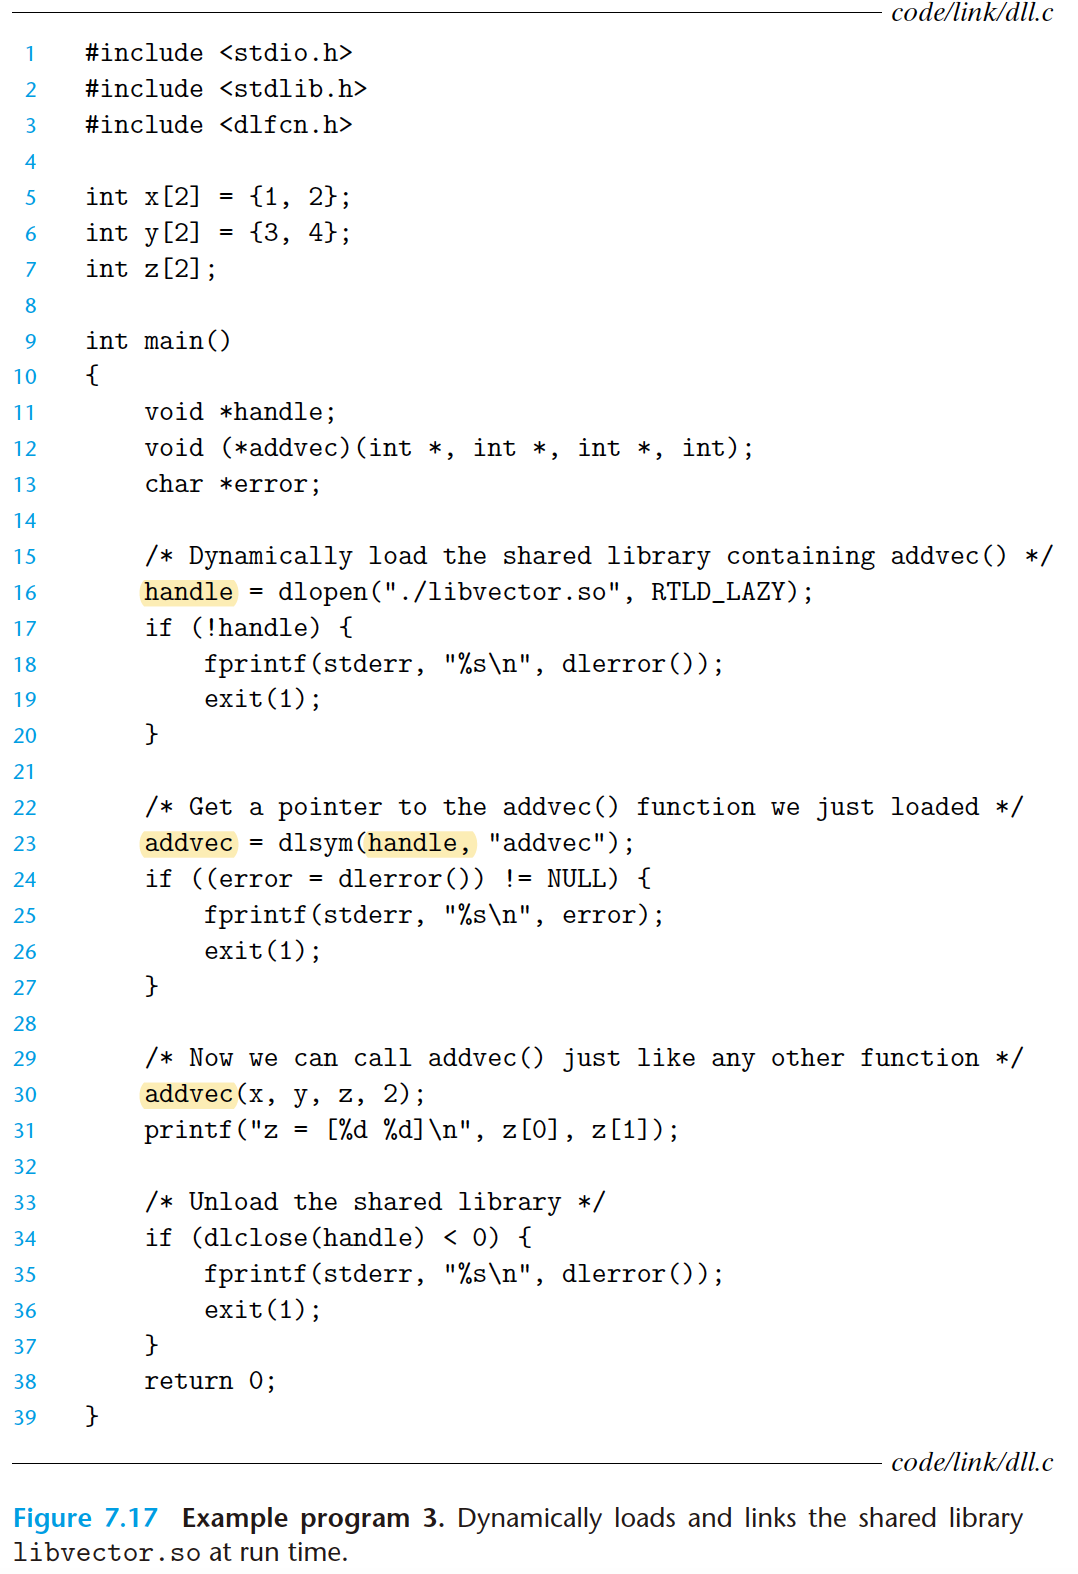 code/link/dll.c
1 #include <stdio.h>
2 #include <stdlib.h>
3 #include <dlfcn.h>
4
5 int x[2] = {1, 2};
6 int y[2] = {3, 4};
7 int z[2];
8
9 int main()
10 {
11     void *handle;
12     void (*addvec)(int *, int *, int *, int);
13     char *error;
14
15     /* Dynamically load the shared library containing addvec() */
16     handle = dlopen("./libvector.so", RTLD_LAZY);
17     if (!handle) {
18         fprintf(stderr, "%s\n", dlerror());
19         exit(1);
20     }
21
22     /* Get a pointer to the addvec() function we just loaded */
23     addvec = dlsym(handle, "addvec");
24     if ((error = dlerror()) != NULL) {
25         fprintf(stderr, "%s\n", error);
26         exit(1);
27     }
28
29     /* Now we can call addvec() just like any other function */
30     addvec(x, y, z, 2);
31     printf("z = [%d %d]\n", z[0], z[1]);
32
33     /* Unload the shared library */
34     if (dlclose(handle) < 0) {
35         fprintf(stderr, "%s\n", dlerror());
36         exit(1);
37     }
38     return 0;
39 }
code/link/dll.c
Figure 7.17 Example program 3. Dynamically loads and links the shared library
libvector.so at run time.